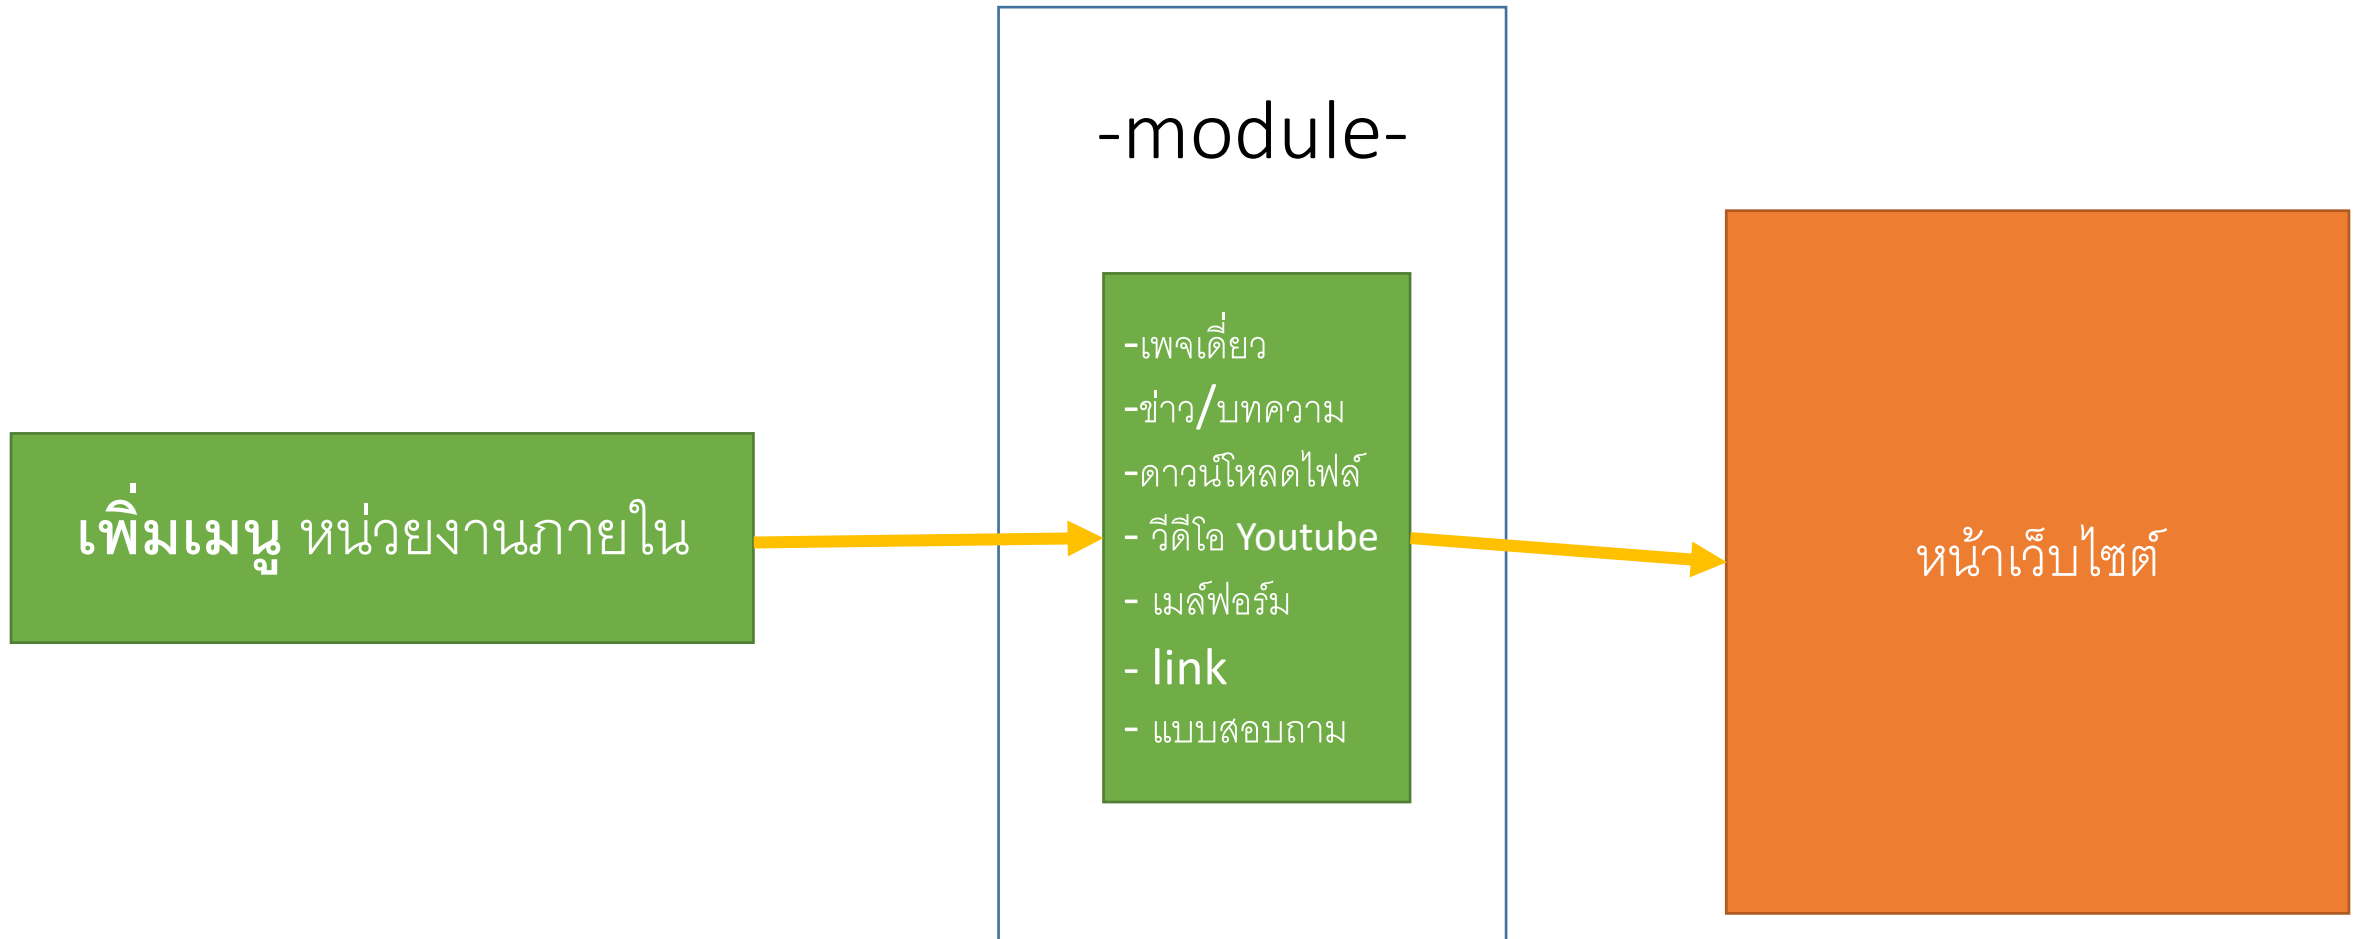 -module-
เพิ่มเมนู หน่วยงานภายใน
-เพจเดี่ยว
-ข่าว/บทความ
-ดาวน์โหลดไฟล์
- วีดีโอ Youtube
- เมล์ฟอร์ม
- link
- แบบสอบถาม
หน้าเว็บไซต์